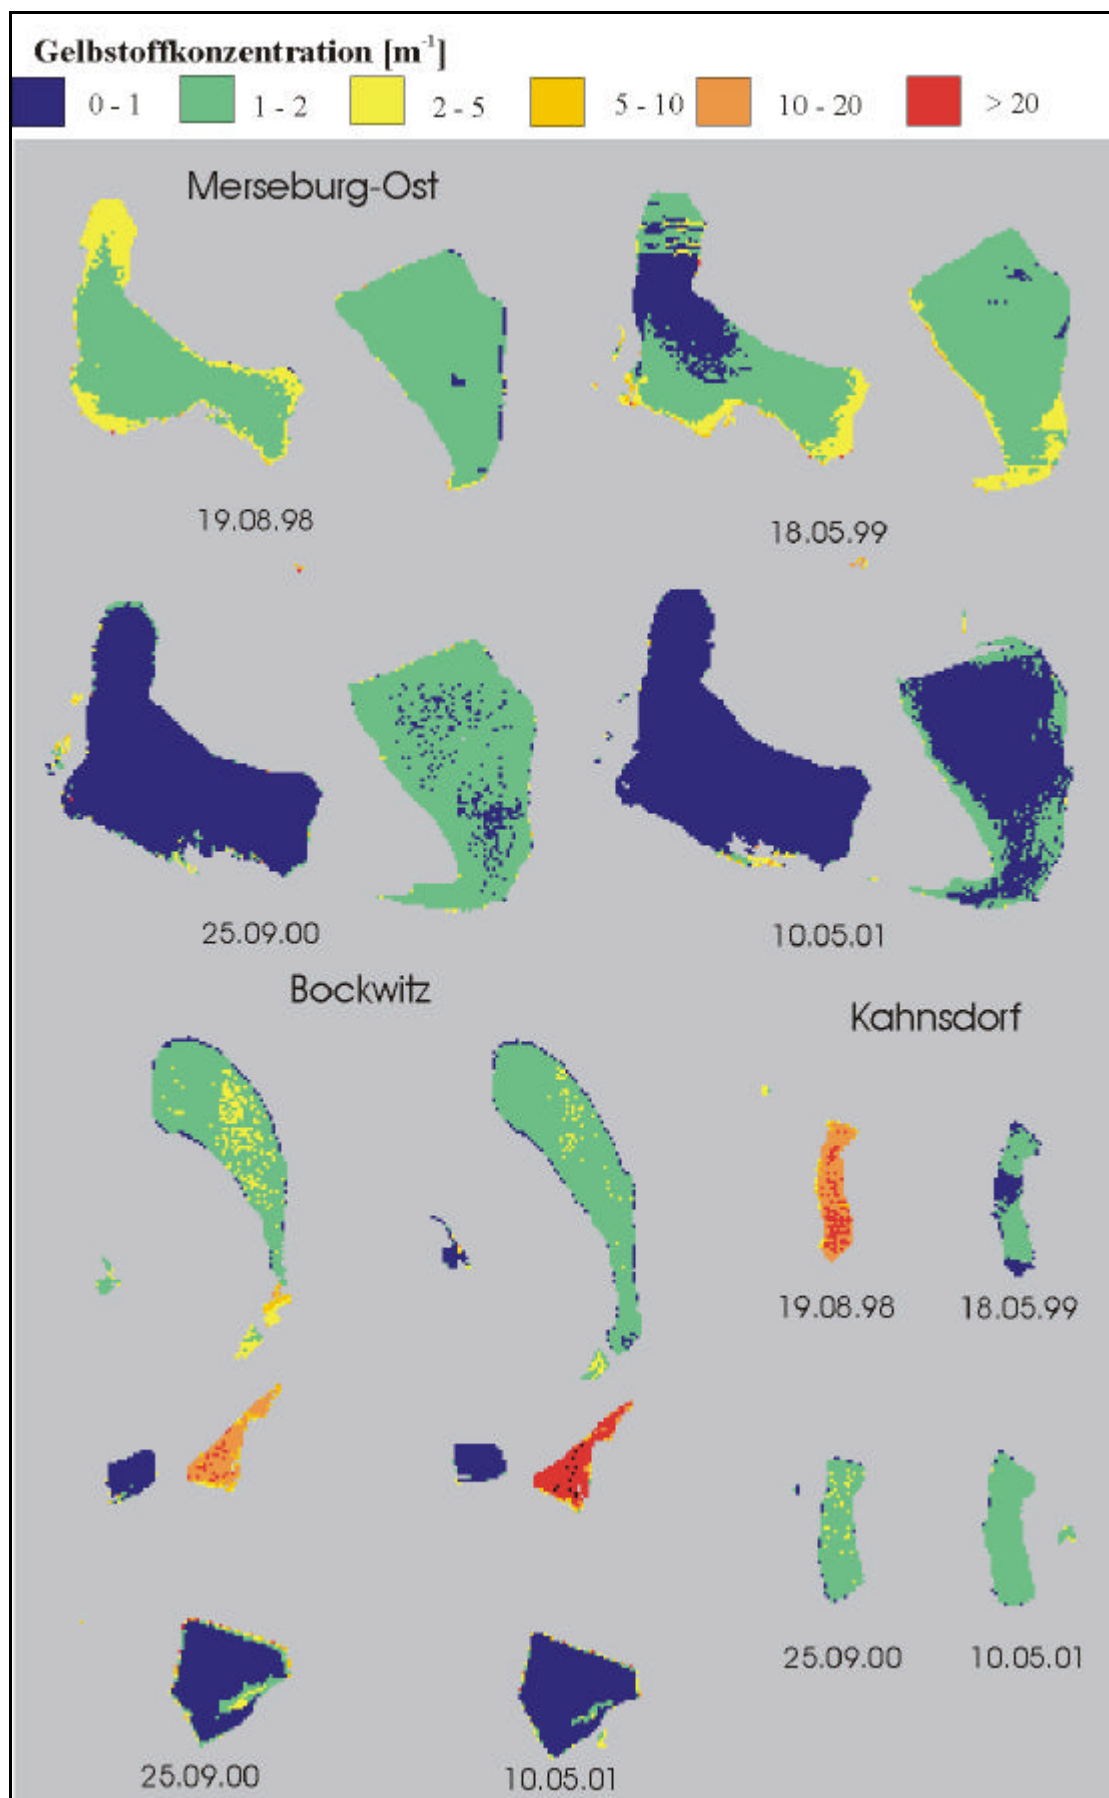 Gelbstoffkonzentration [m⁻¹]
0 - 1 1 - 2 2 - 5 5 - 10 10 - 20 > 20
Merseburg-Ost
19.08.98 18.05.99
25.09.00 10.05.01
Bockwitz
Kahnsdorf
19.08.98 18.05.99
25.09.00 10.05.01
25.09.00 10.05.01